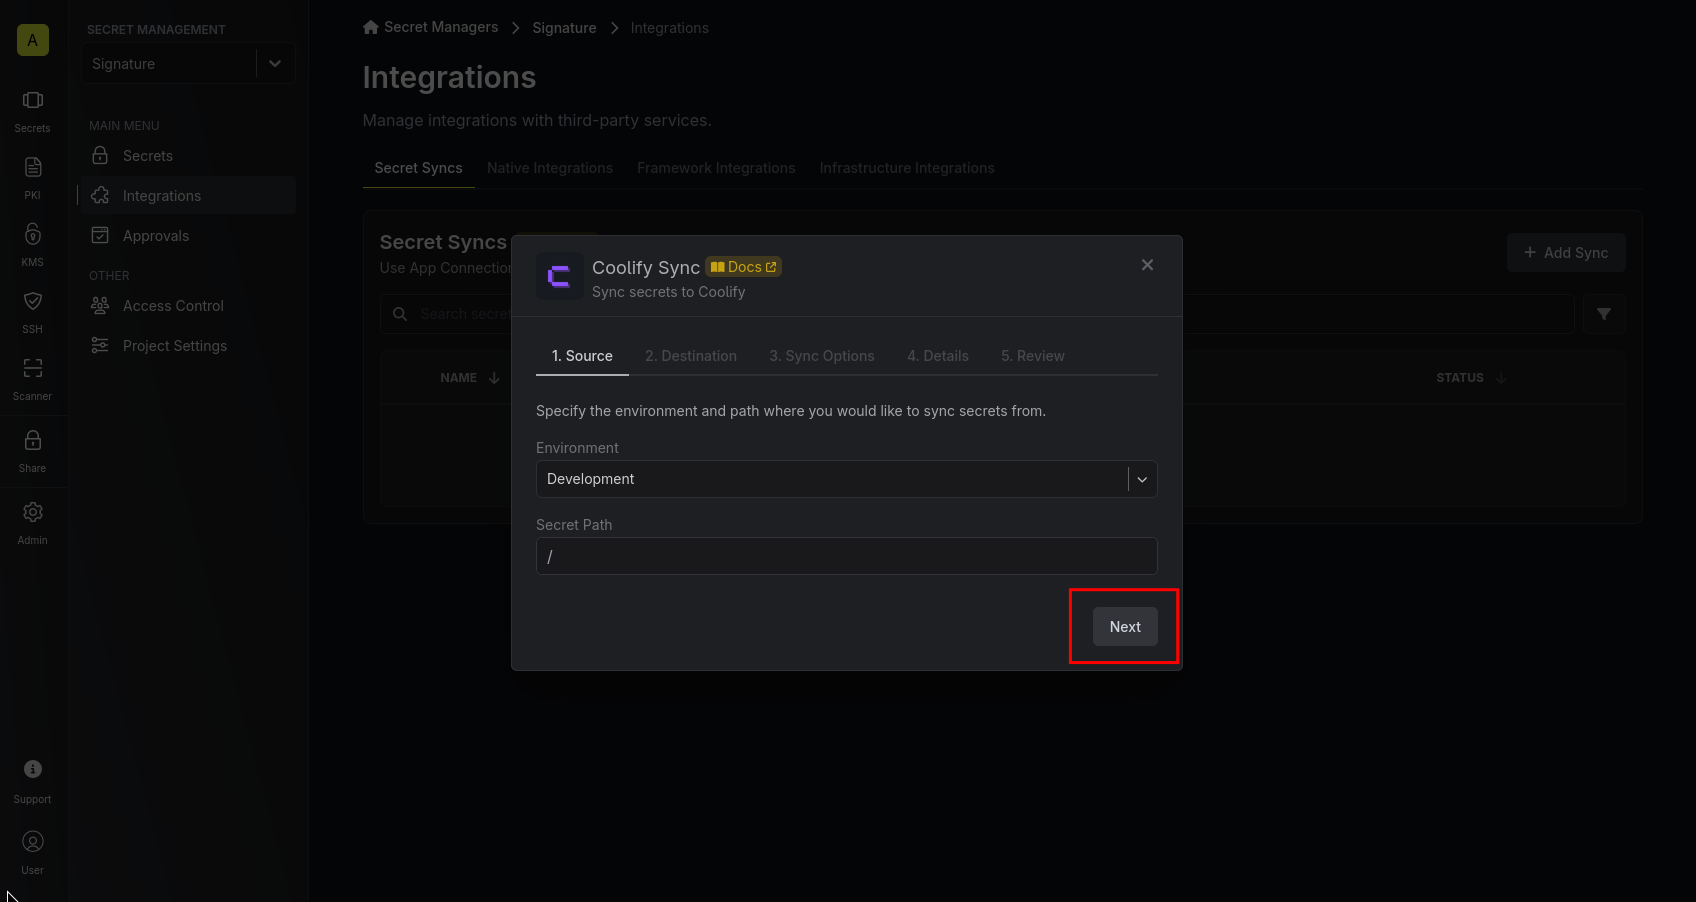 A
Secrets
PKI
KMS
SSH
Scanner
Share
Admin
Support
User
SECRET MANAGEMENT
Signature
MAIN MENU
Secrets
Integrations
Approvals
OTHER
Access Control
Project Settings
Secret Managers Signature Integrations
Integrations
Manage integrations with third-party services.
Secret Syncs Native Integrations Framework Integrations Infrastructure Integrations
Secret Syncs
Use App Connection
+ Add Sync
Search secre
NAME STATUS
Coolify Sync Docs
Sync secrets to Coolify
1. Source 2. Destination 3. Sync Options 4. Details 5. Review
Specify the environment and path where you would like to sync secrets from.
Environment
Development
Secret Path
/
Next